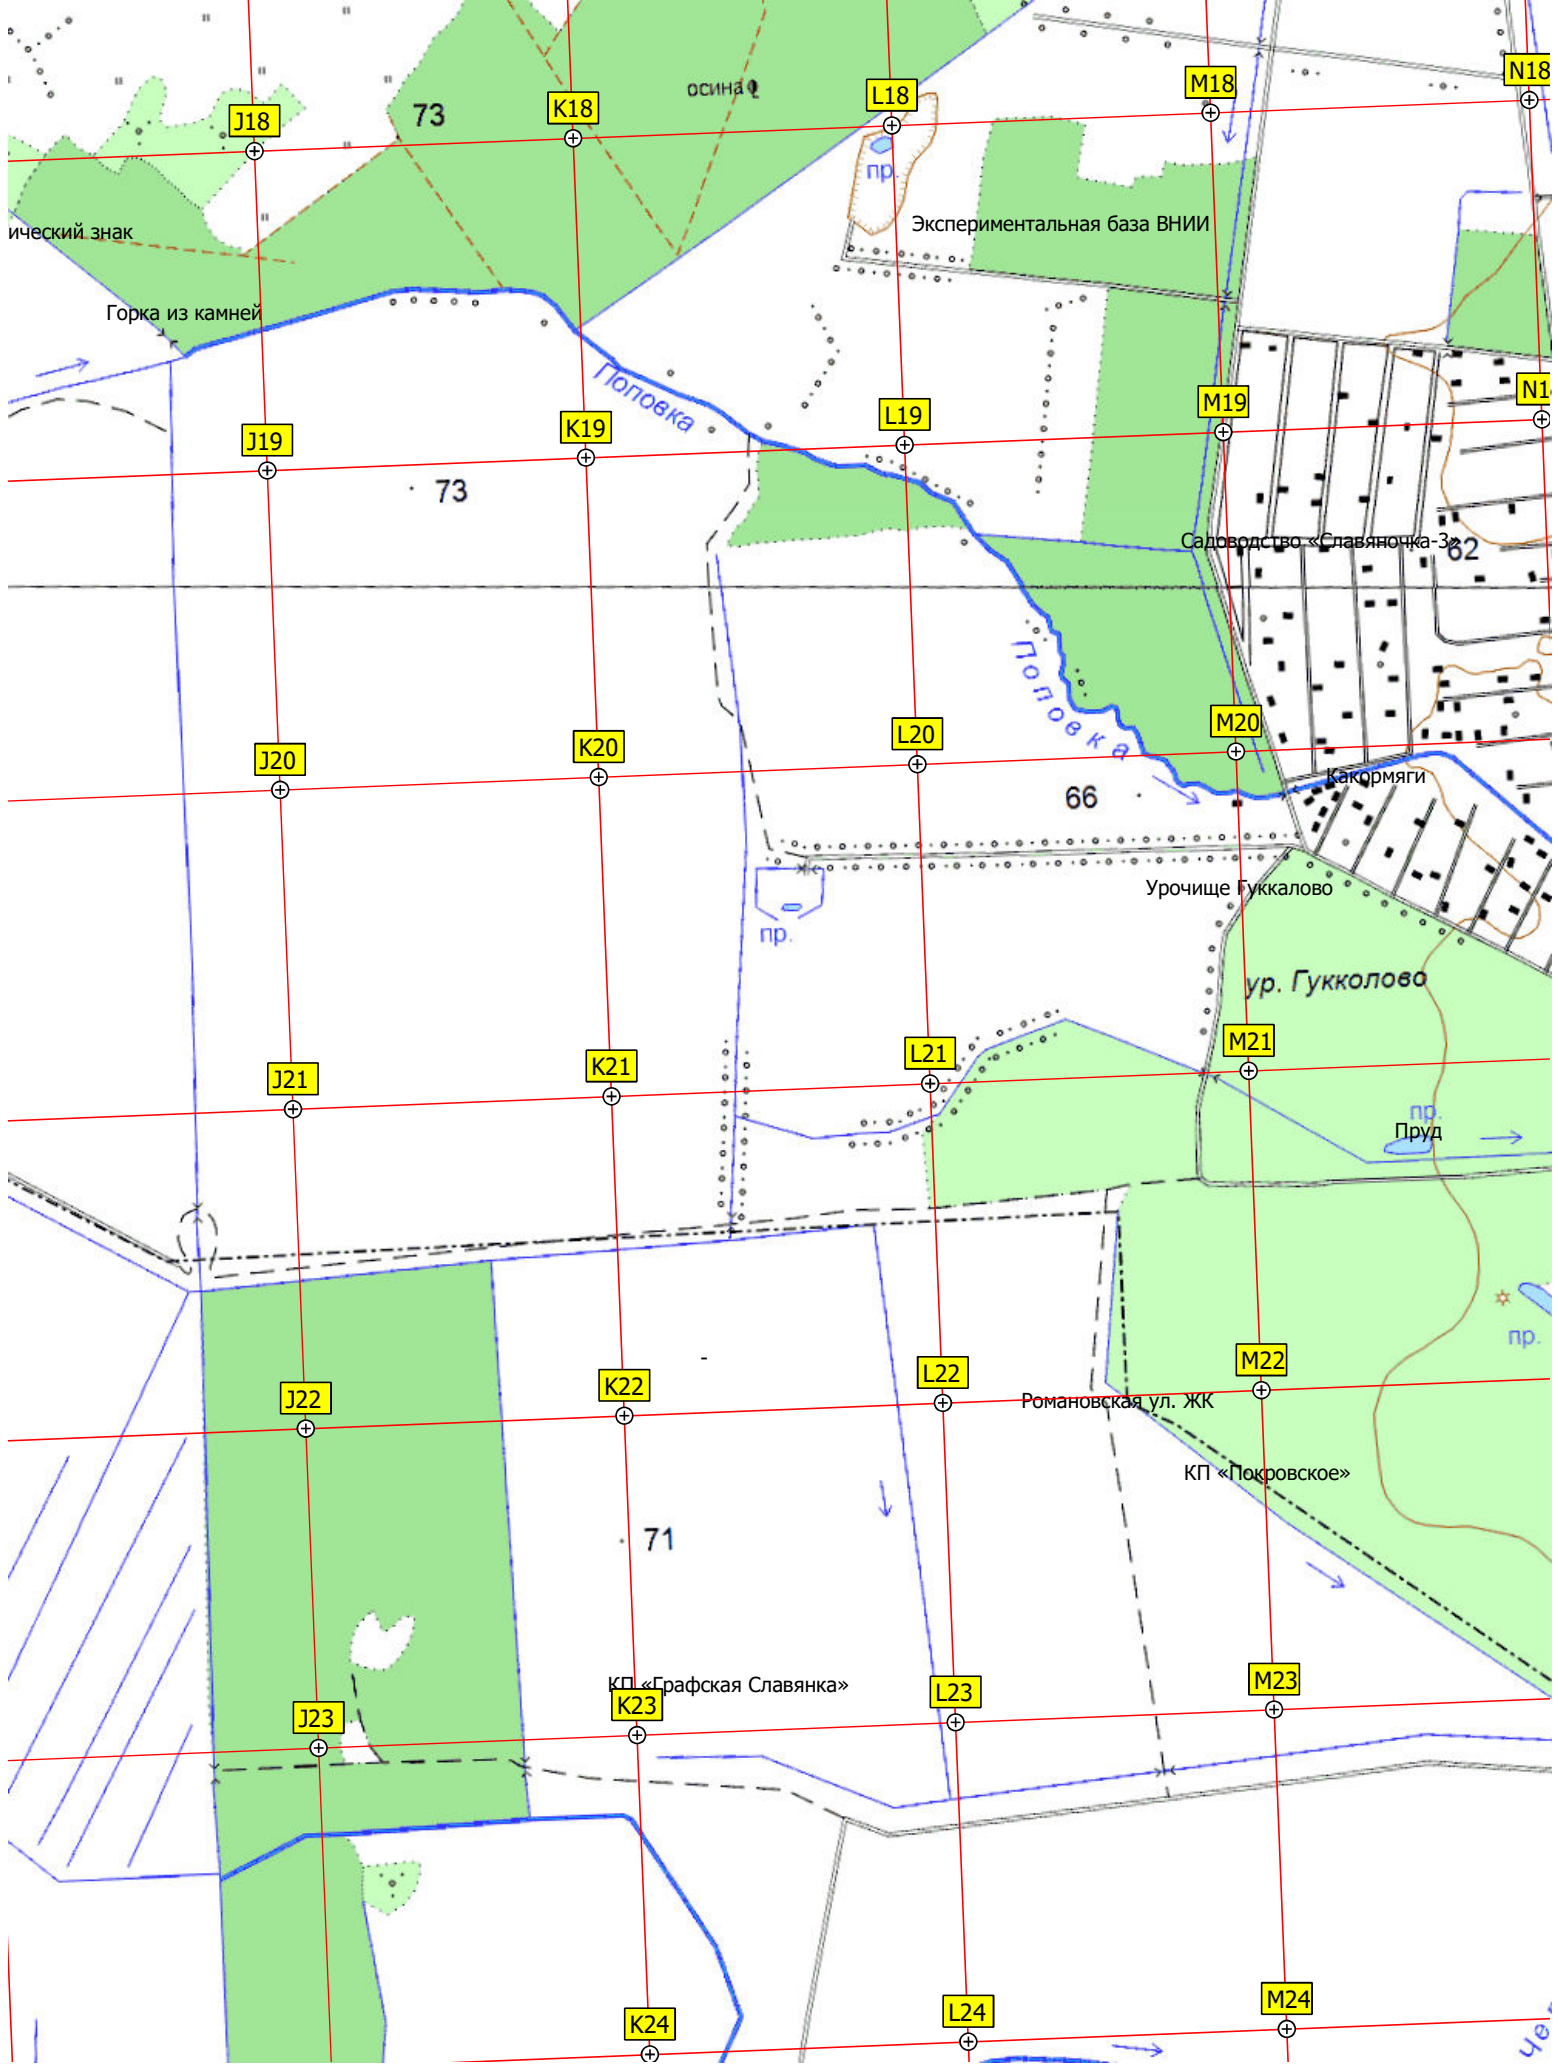 N18
M18
осина
L18
K18
73
J18
пр.
Экспериментальная база ВНИИ
ический знак
Горка из камней
Поповка
M19
L19
K19
J19
73
Садоводство «Славяночка-3»
62
Поповка
M20
L20
K20
J20
Какормяги
66
Урочище Гуккалово
пр.
ур. Гукколово
M21
L21
K21
J21
пр.
Пруд
пр.
M22
L22
K22
J22
Романовская ул. ЖК
КП «Покровское»
71
КП «Графская Славянка»
M23
L23
K23
J23
M24
L24
K24